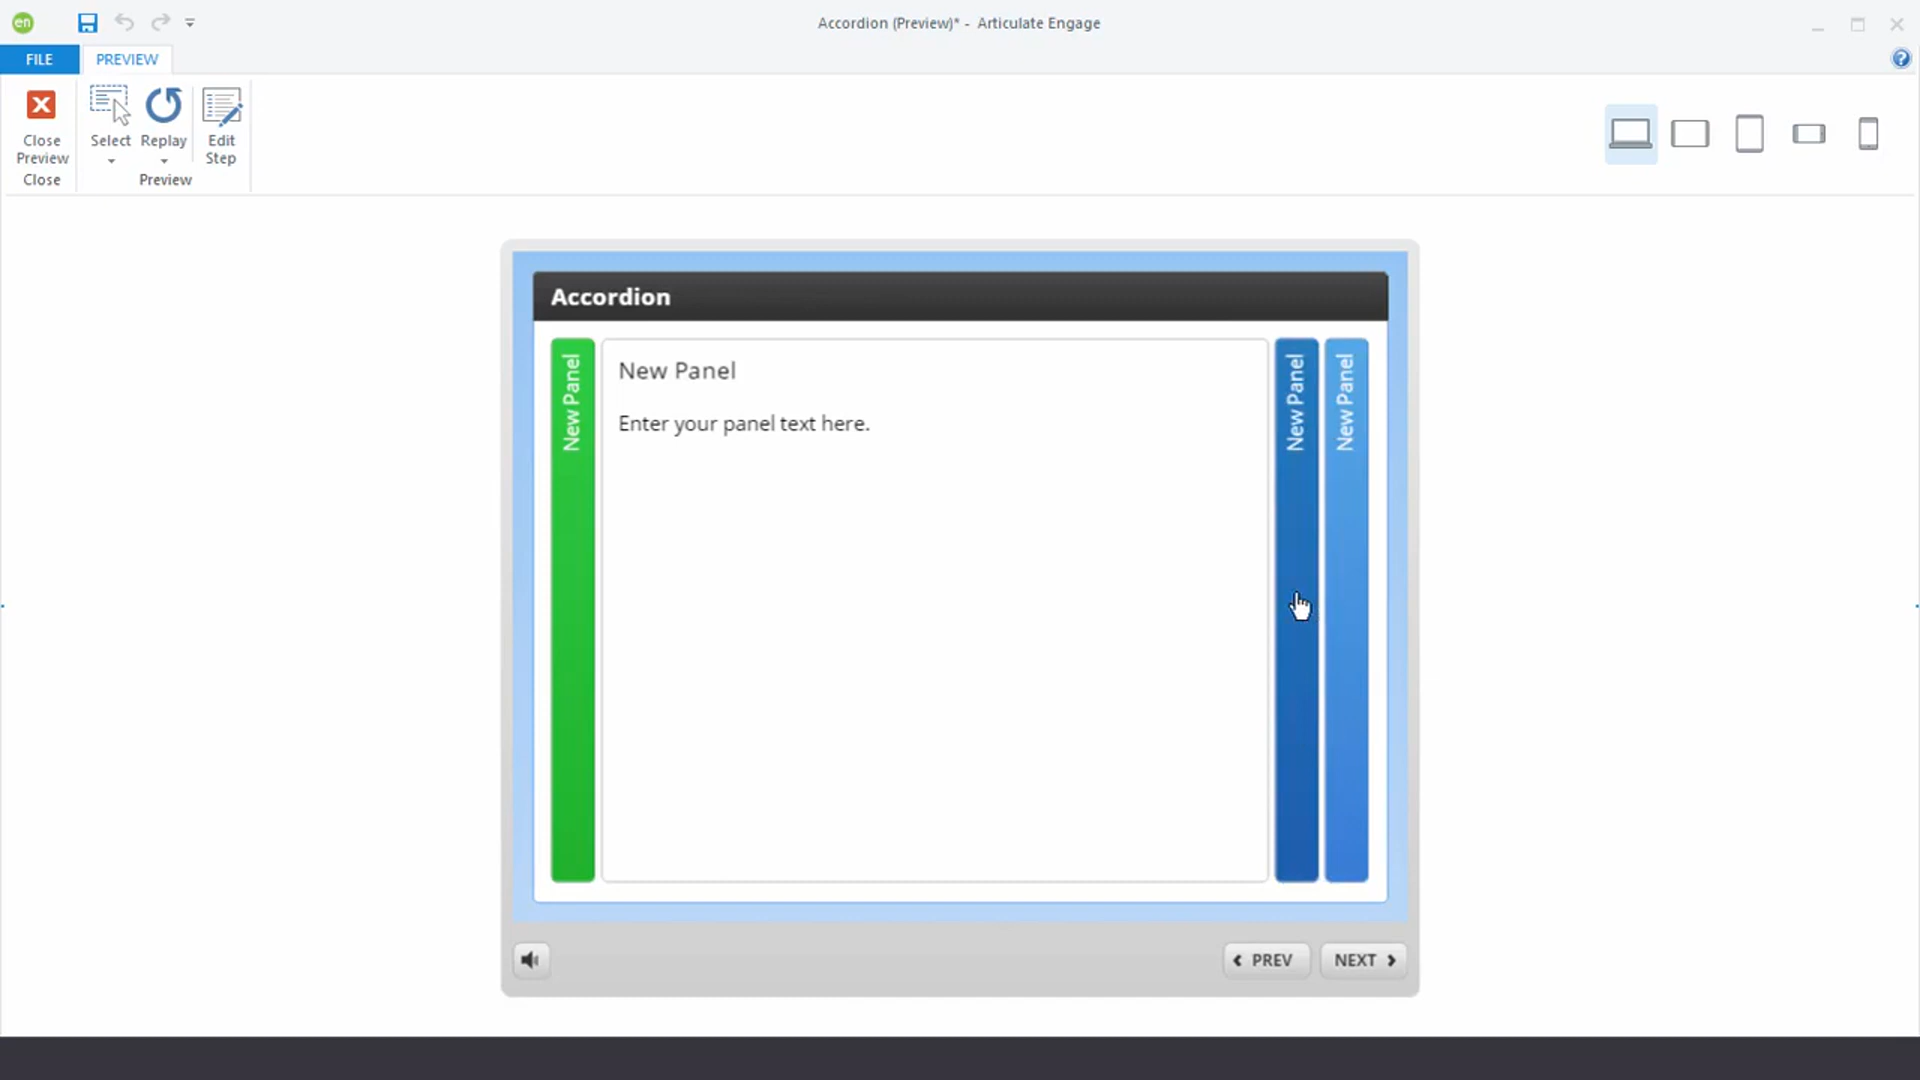 en
Accordion (Preview)* - Articulate Engage
FILE
PREVIEW
?
Close Preview
Select
Replay
Edit Step
Close
Preview
Accordion
New Panel
New Panel
Enter your panel text here.
New Panel
New Panel
PREV
NEXT